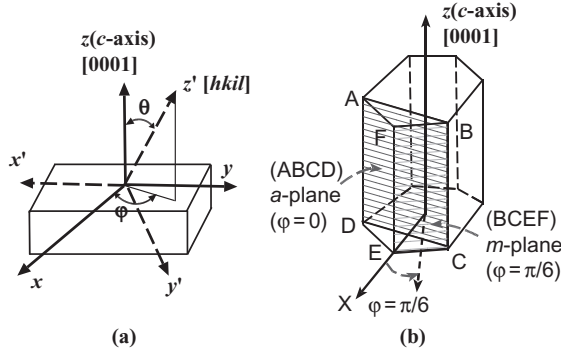 z(c-axis)
[0001]
z' [hkil]
θ
x'
y
φ
x
y'
(a)
z(c-axis)
[0001]
A
B
F
(ABCD)
a-plane
(φ=0)
D
E
C
(BCEF)
m-plane
(φ=π/6)
X
φ=π/6
(b)